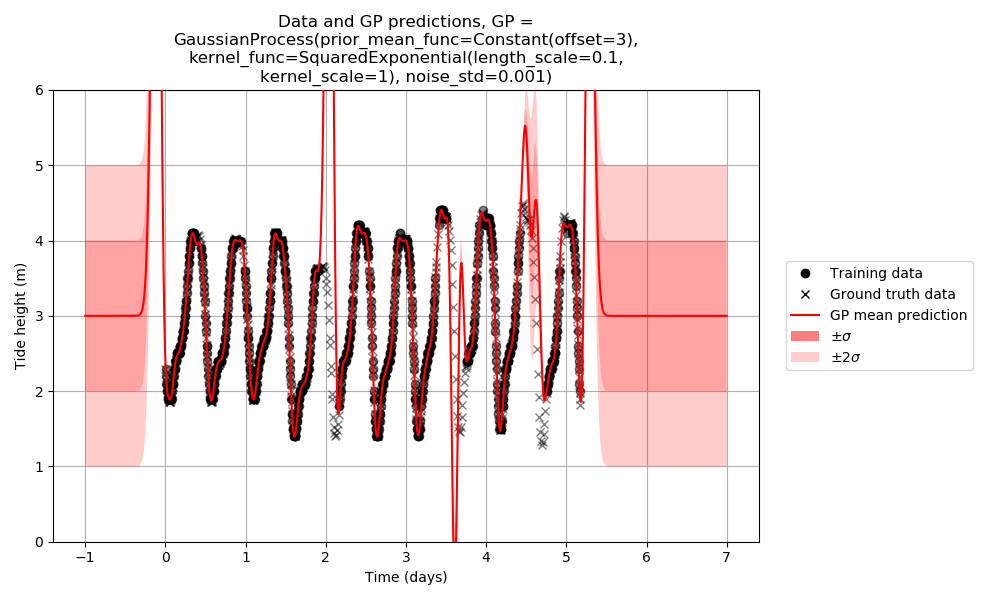 Data and GP predictions, GP =
GaussianProcess(prior_mean_func=Constant(offset=3),
kernel_func=SquaredExponential(length_scale=0.1,
kernel_scale=1), noise_std=0.001)
6
5
4
3
2
1
0
Tide height (m)
−1 0 1 2 3 4 5 6 7
Time (days)
Training data
Ground truth data
GP mean prediction
±σ
±2σ